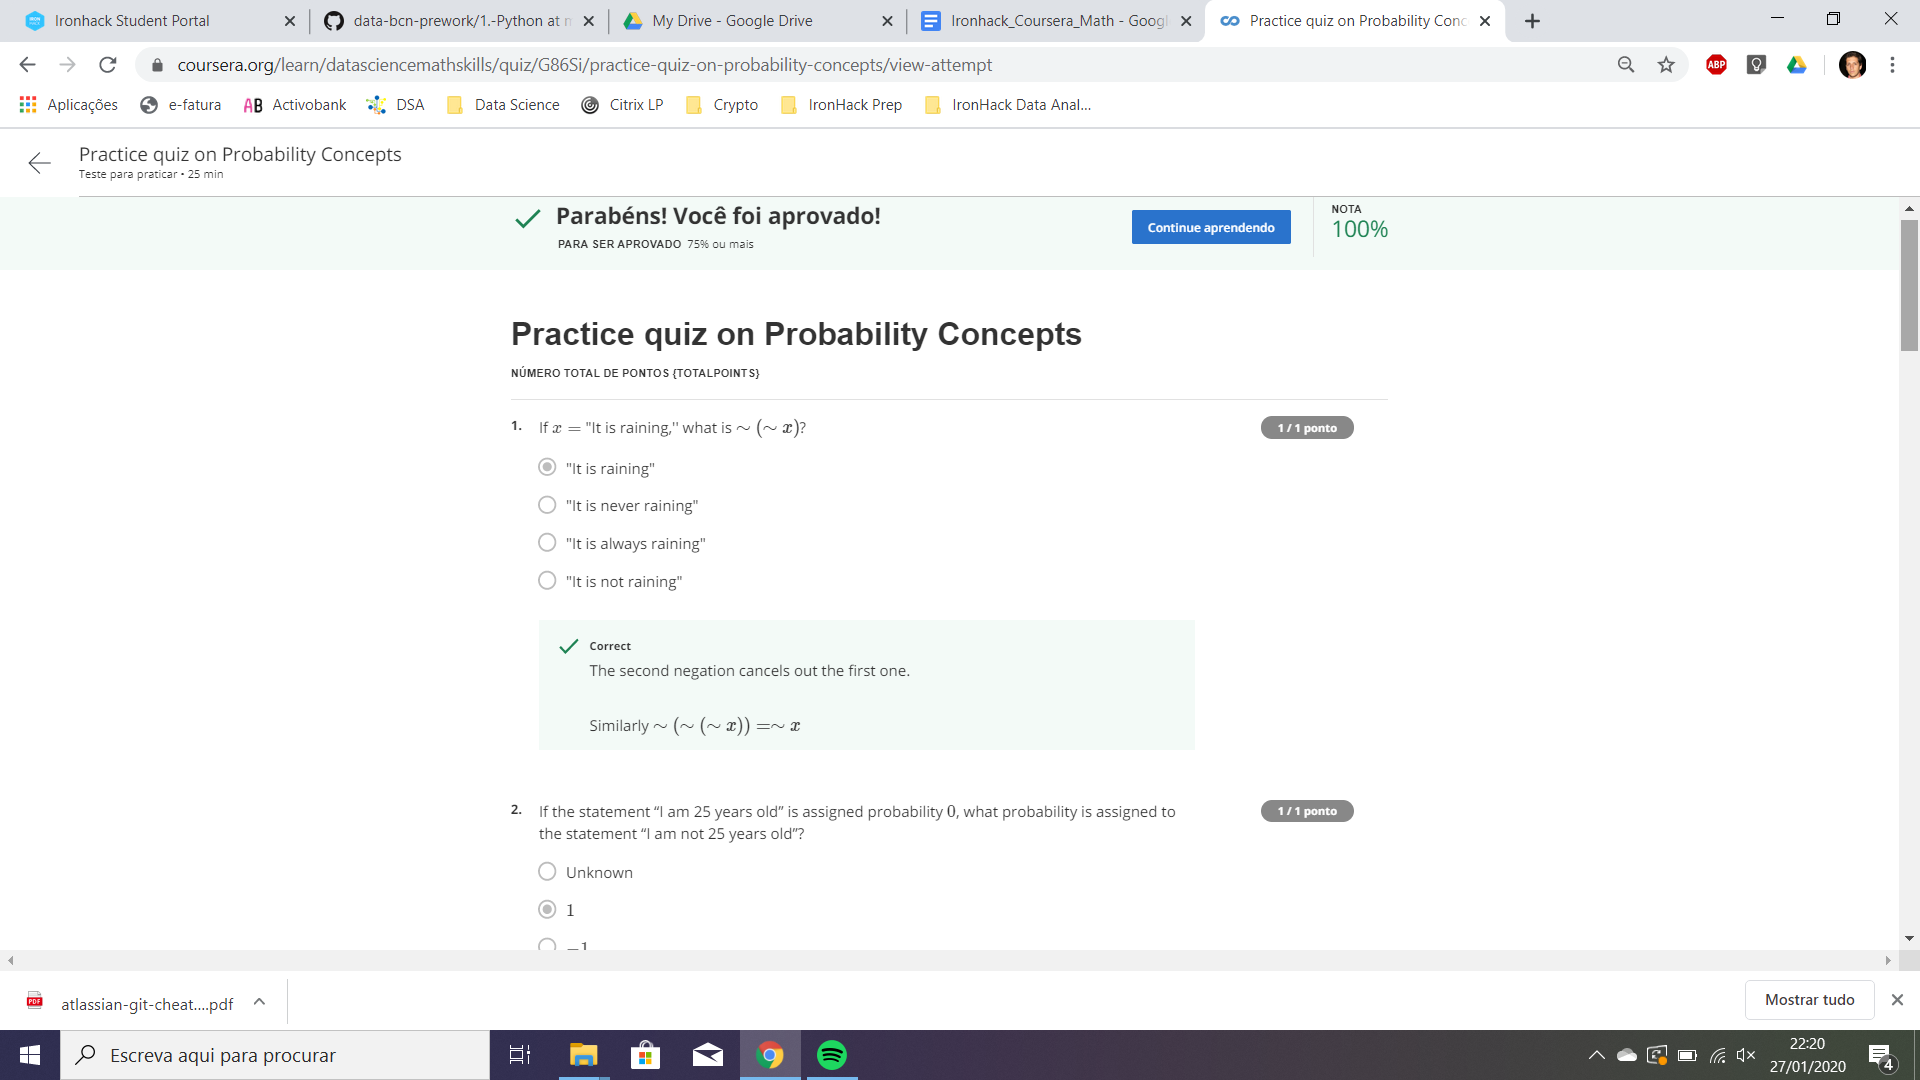 Ironhack Student Portal
data-bcn-prework/1.-Python at m
My Drive - Google Drive
Ironhack_Coursera_Math - Googl
Practice quiz on Probability Conc
coursera.org/learn/datasciencemathskills/quiz/G86Si/practice-quiz-on-probability-concepts/view-attempt
ABP
Aplicações
e-fatura
AB Activobank
DSA
Data Science
Citrix LP
Crypto
IronHack Prep
IronHack Data Anal...
Practice quiz on Probability Concepts
Teste para praticar • 25 min
Parabéns! Você foi aprovado!
PARA SER APROVADO 75% ou mais
Continue aprendendo
NOTA
100%
Practice quiz on Probability Concepts
NÚMERO TOTAL DE PONTOS {TOTALPOINTS}
1. If x = "It is raining,'' what is ∼ (∼ x)?
1 / 1 ponto
"It is raining"
"It is never raining"
"It is always raining"
"It is not raining"
Correct
The second negation cancels out the first one.
Similarly ∼ (∼ (∼ x)) =∼ x
2. If the statement “I am 25 years old” is assigned probability 0, what probability is assigned to
the statement “I am not 25 years old”?
1 / 1 ponto
Unknown
1
−1
PDF
atlassian-git-cheat....pdf
Mostrar tudo
Escreva aqui para procurar
22:20
27/01/2020
4